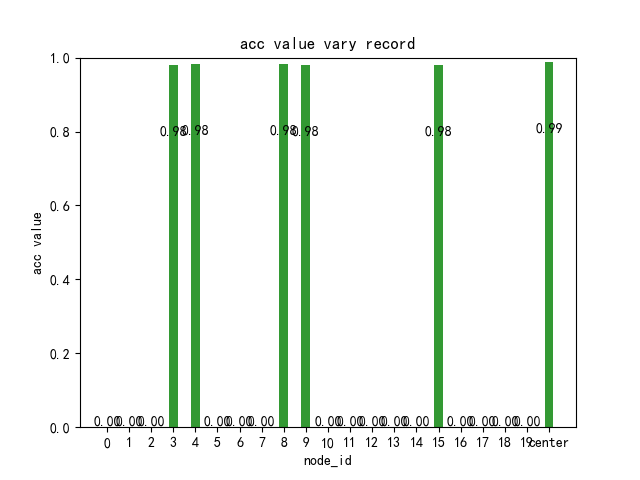 acc value vary record
1.0
0.8
0.6
0.4
0.2
0.0
acc value
0.98 0.98 0.98 0.98 0.98 0.99
0.00 0.00 0.00 0.00 0.00 0.00 0.00 0.00 0.00 0.00 0.00 0.00 0.00 0.00 0.00
0 1 2 3 4 5 6 7 8 9 10 11 12 13 14 15 16 17 18 19 center
node_id